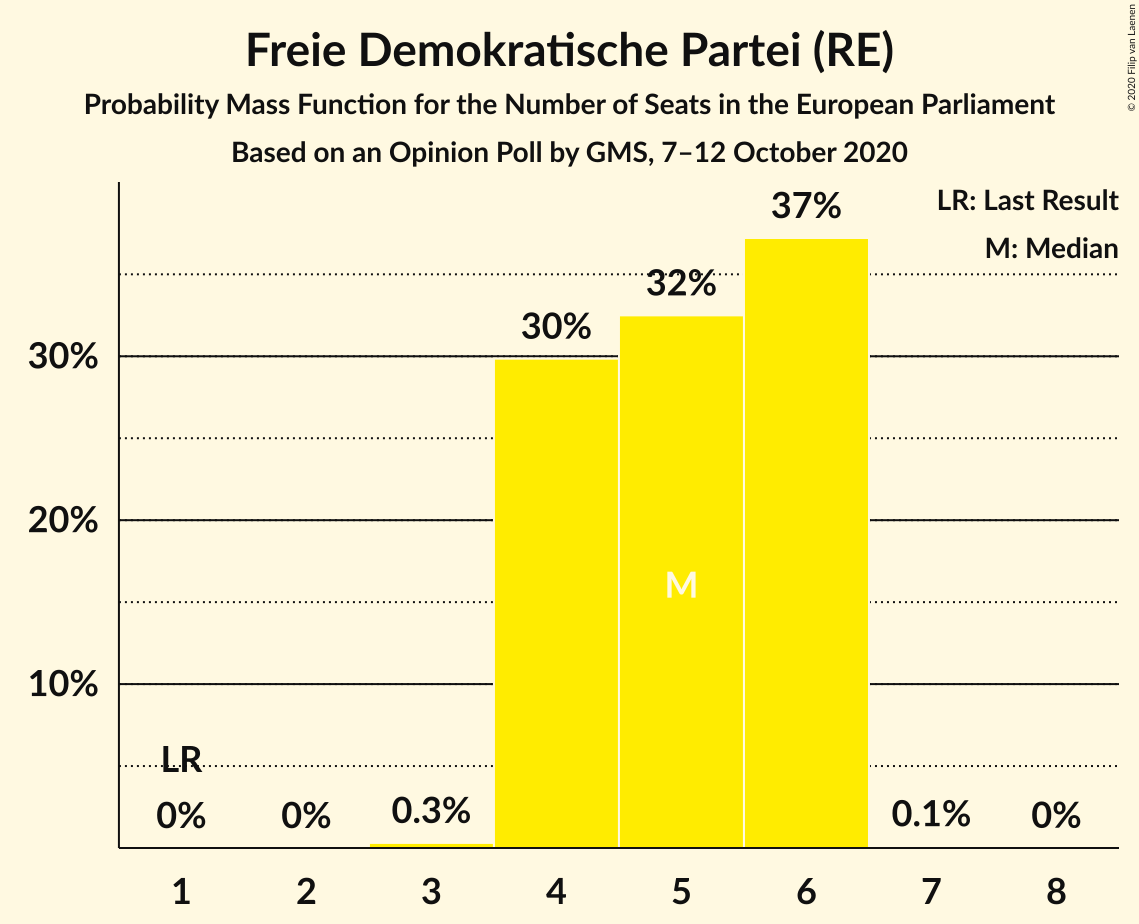 Freie Demokratische Partei (RE)
Probability Mass Function for the Number of Seats in the European Parliament
Based on an Opinion Poll by GMS, 7–12 October 2020
© 2020 Filip van Laenen
LR: Last Result
M: Median
37%
32%
30%
30%
20%
M
10%
LR
0%
0%
0.3%
0.1%
0%
1
2
3
4
5
6
7
8